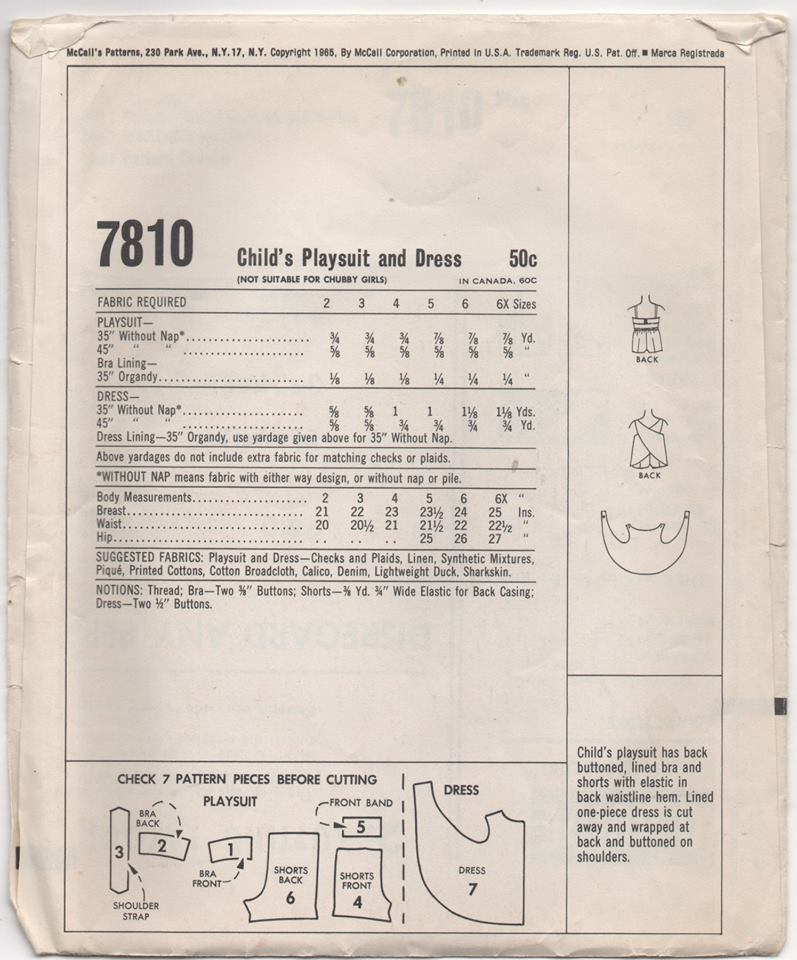 McCall's Patterns, 230 Park Ave., N.Y. 17, N.Y. Copyright 1965, By McCall Corporation, Printed in U.S.A. Trademark Reg. U.S. Pat. Off. ■ Marca Registrada
7810 Child's Playsuit and Dress 50c
(NOT SUITABLE FOR CHUBBY GIRLS) IN CANADA, 60C
FABRIC REQUIRED 2 3 4 5 6 6X Sizes
PLAYSUIT—
35" Without Nap*........................ ¾ ¾ ¾ ⅞ ⅞ ⅞ Yd.
45" " " ........................ ⅝ ⅝ ⅝ ⅝ ⅝ ⅝ "
Bra Lining—
35" Organdy............................ ⅛ ⅛ ⅛ ¼ ¼ ¼ "
DRESS—
35" Without Nap*........................ ⅝ ⅝ 1 1 1⅛ 1⅛ Yds.
45" " " ........................ ⅝ ⅝ ¾ ¾ ¾ ¾ Yd.
Dress Lining—35" Organdy, use yardage given above for 35" Without Nap.
Above yardages do not include extra fabric for matching checks or plaids.
*WITHOUT NAP means fabric with either way design, or without nap or pile.
Body Measurements...................... 2 3 4 5 6 6X "
Breast.................................. 21 22 23 23½ 24 25 Ins.
Waist................................... 20 20½ 21 21½ 22 22½ "
Hip..................................... .. .. .. 25 26 27 "
SUGGESTED FABRICS: Playsuit and Dress—Checks and Plaids, Linen, Synthetic Mixtures,
Piqué, Printed Cottons, Cotton Broadcloth, Calico, Denim, Lightweight Duck, Sharkskin.
NOTIONS: Thread; Bra—Two ⅜" Buttons; Shorts—⅜ Yd. ¾" Wide Elastic for Back Casing;
Dress—Two ½" Buttons.
BACK
BACK
Child's playsuit has back
buttoned, lined bra and
shorts with elastic in
back waistline hem. Lined
one-piece dress is cut
away and wrapped at
back and buttoned on
shoulders.
CHECK 7 PATTERN PIECES BEFORE CUTTING
PLAYSUIT
BRA
BACK
2
3
SHOULDER
STRAP
1
BRA
FRONT
SHORTS
BACK
6
FRONT BAND
5
SHORTS
FRONT
4
DRESS
DRESS
7